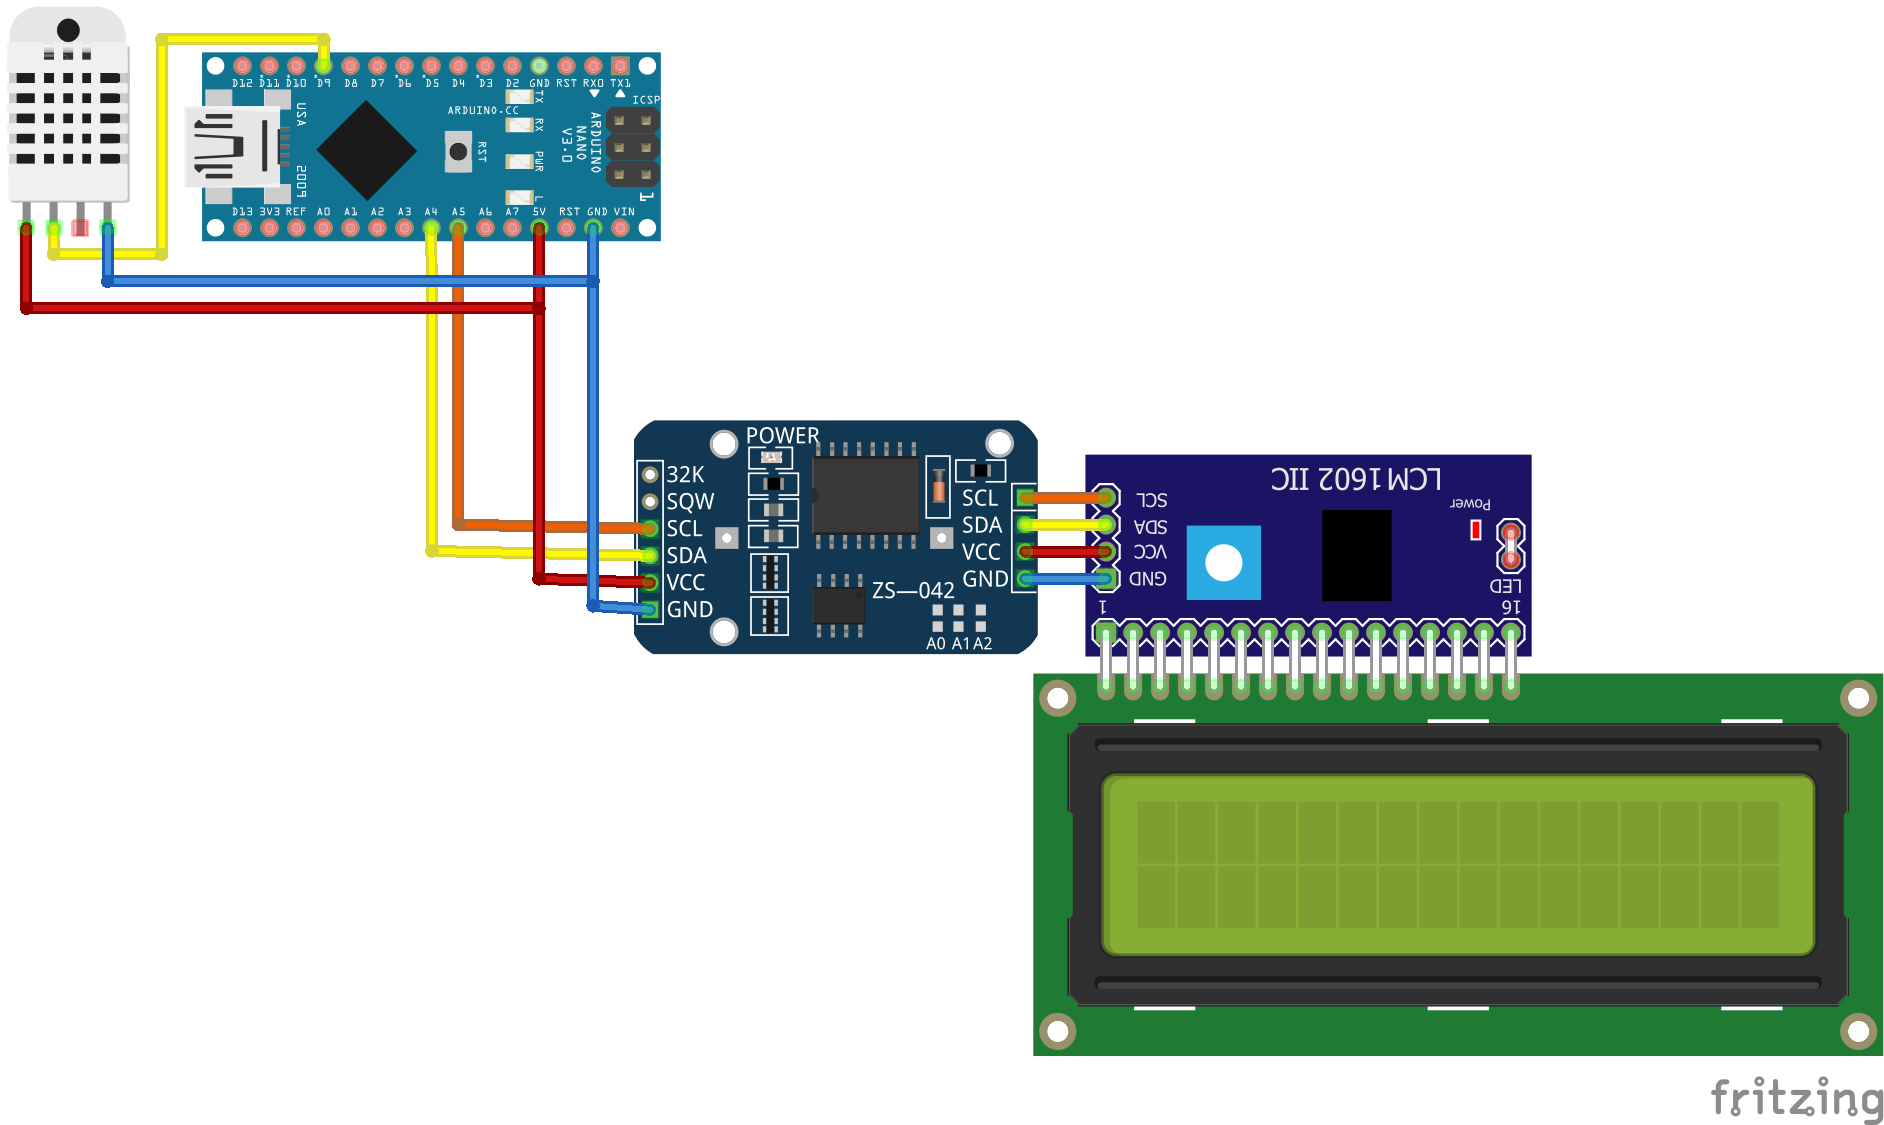 D12 D11 D10 D9 D8 D7 D6 D5 D4 D3 D2 GND RST RX0 TX1
TX
ICSP
ARDUINO.CC
USA
RX
ARDUINO
NANO
V3.0
RST
PWR
2009
L
1
D13 3V3 REF A0 A1 A2 A3 A4 A5 A6 A7 5V RST GND VIN
POWER
32K
SQW
SCL
SDA
VCC
GND
SCL
SDA
VCC
GND
ZS—042
A0 A1 A2
LCM1602 IIC
SCL
SDA
VCC
GND
Power
LED
1
16
fritzing